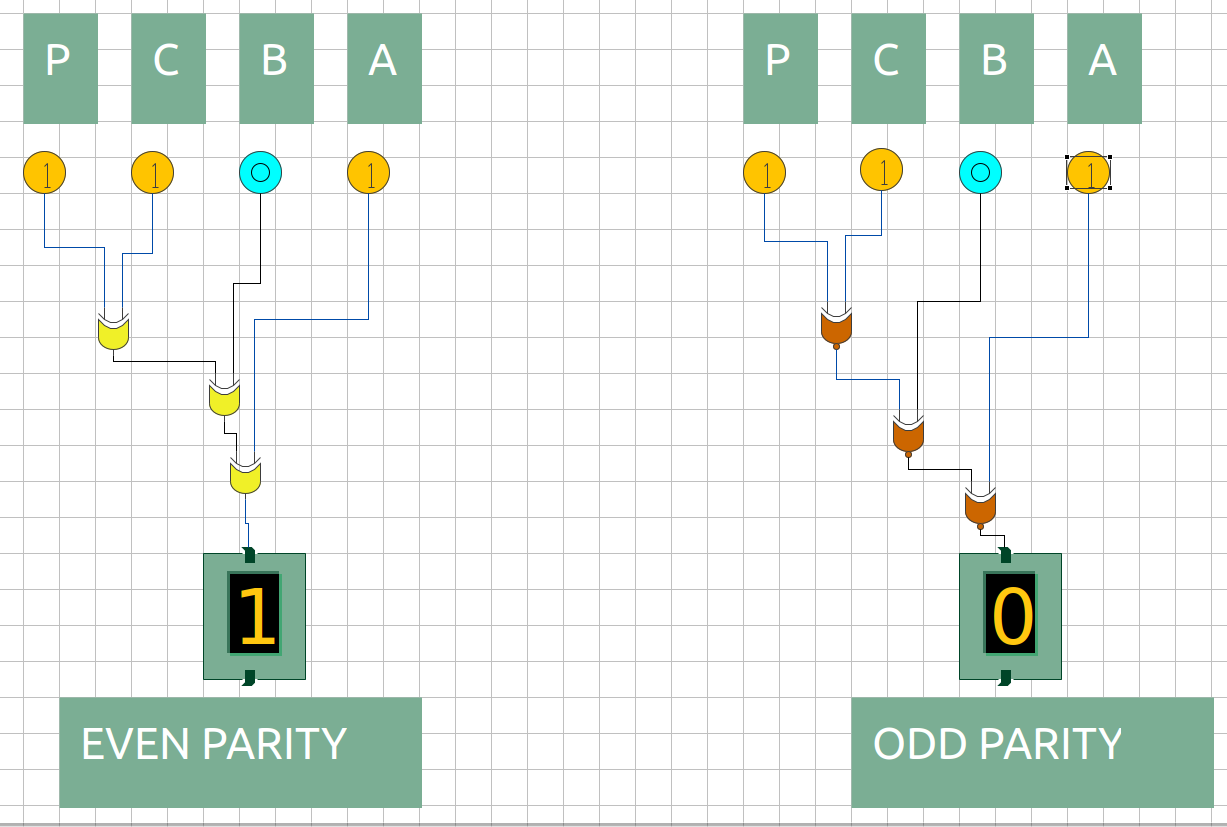 P C B A P C B A
1 1 0 1 1 1 0 1
1 0
EVEN PARITY ODD PARITY